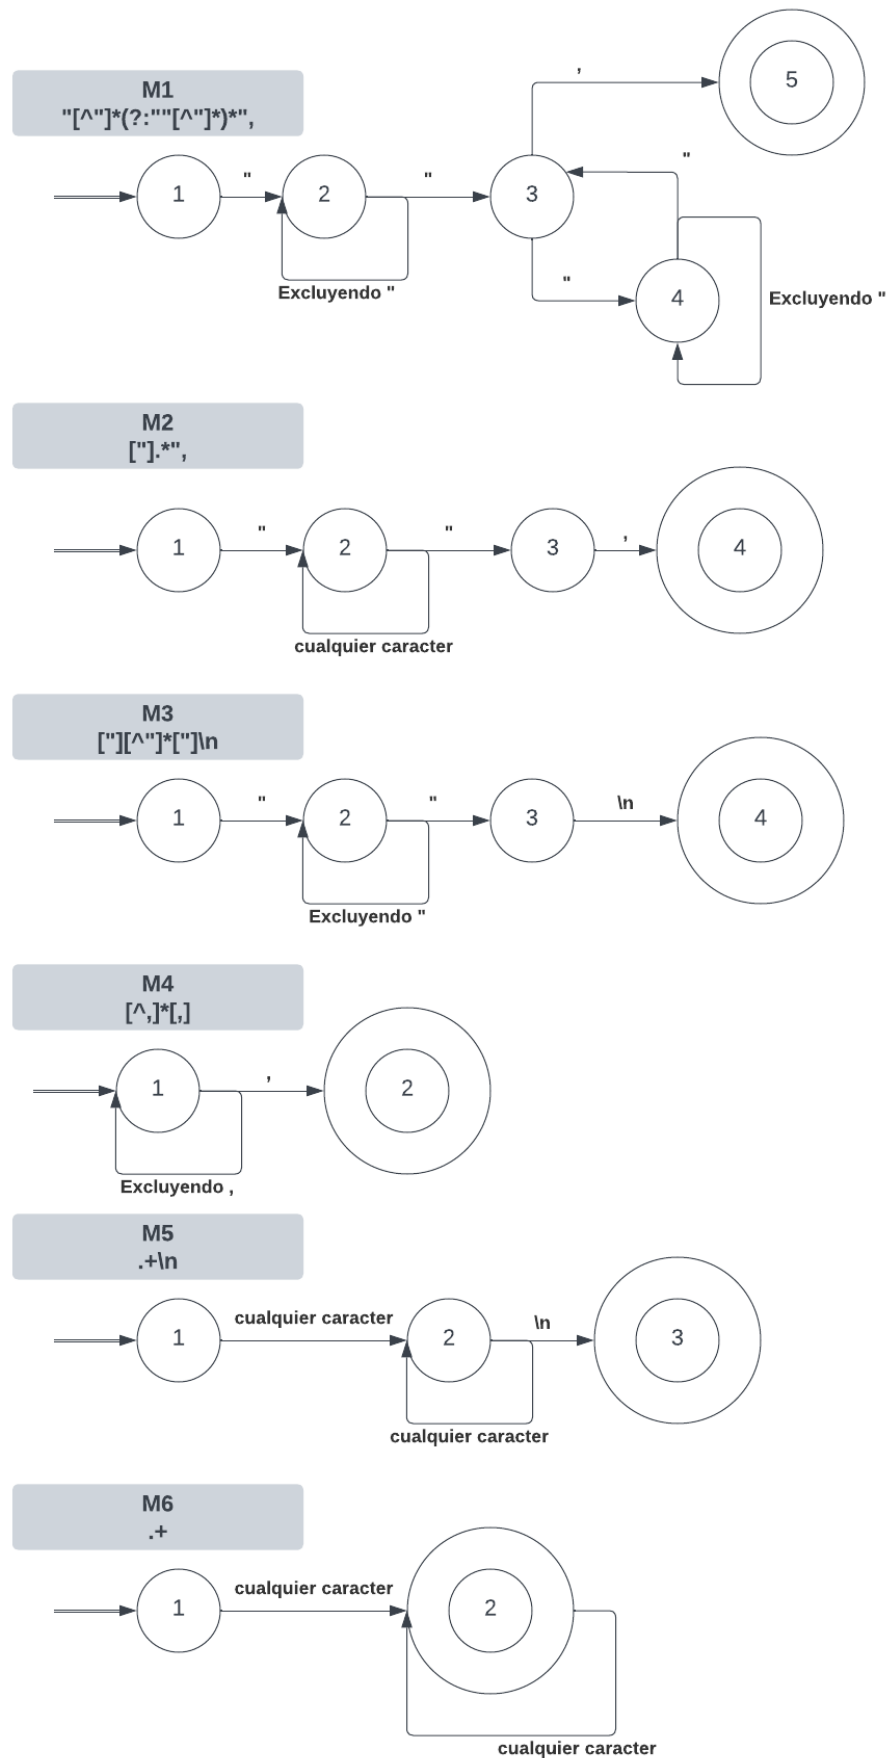 M1
"[^"]*(?:""[^"]*)*",
,
5
"
1
"
2
"
3
Excluyendo "
"
4
Excluyendo "
M2
["].*",
1
"
2
"
3
,
4
cualquier caracter
M3
["][^"]*["]\n
1
"
2
"
3
\n
4
Excluyendo "
M4
[^,]*[,]
1
,
2
Excluyendo ,
M5
.+\n
1
cualquier caracter
2
\n
3
cualquier caracter
M6
.+
1
cualquier caracter
2
cualquier caracter